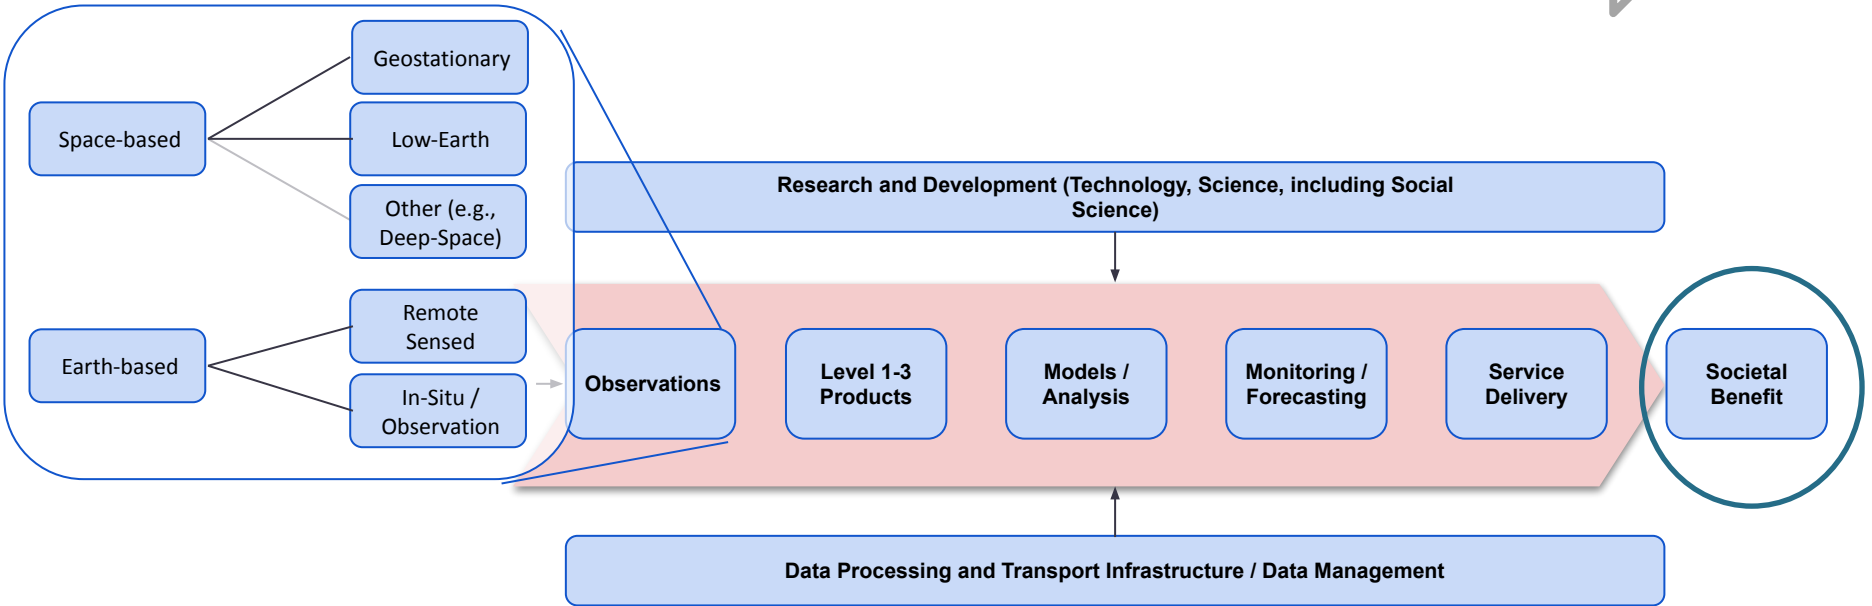 Geostationary
Space-based
Low-Earth
Other (e.g.,
Deep-Space)
Earth-based
Remote
Sensed
In-Situ /
Observation
Research and Development (Technology, Science, including Social
Science)
Observations
Level 1-3
Products
Models /
Analysis
Monitoring /
Forecasting
Service
Delivery
Societal
Benefit
Data Processing and Transport Infrastructure / Data Management